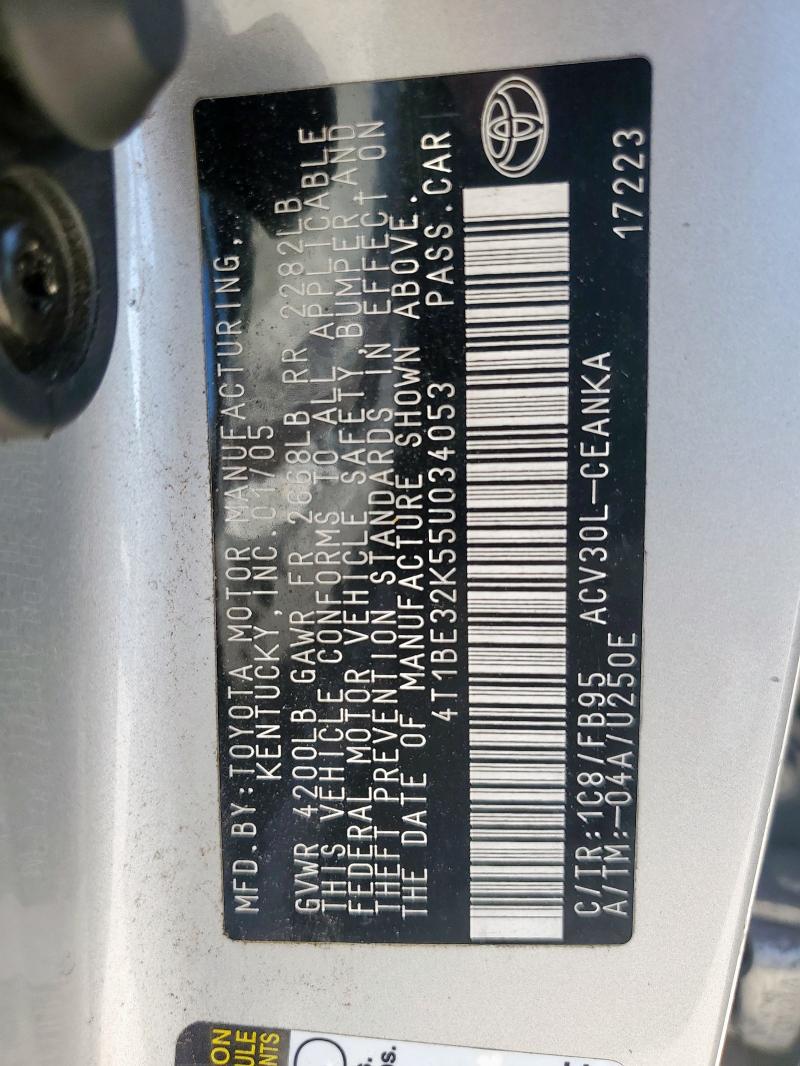 MFD.BY:TOYOTA MOTOR MANUFACTURING,
KENTUCKY,INC.01/05
GVWR 4200LB GAWR FR 2668LB RR 2282LB
THIS VEHICLE CONFORMS TO ALL APPLICABLE
FEDERAL MOTOR VEHICLE SAFETY,BUMPER,AND
THEFT PREVENTION STANDARDS IN EFFECT ON
THE DATE OF MANUFACTURE SHOWN ABOVE.
4T1BE32K55U034053 PASS.CAR
C/TR:1C8/FB95 ACV30L-CEANKA
A/TM:-04A/U250E 17223